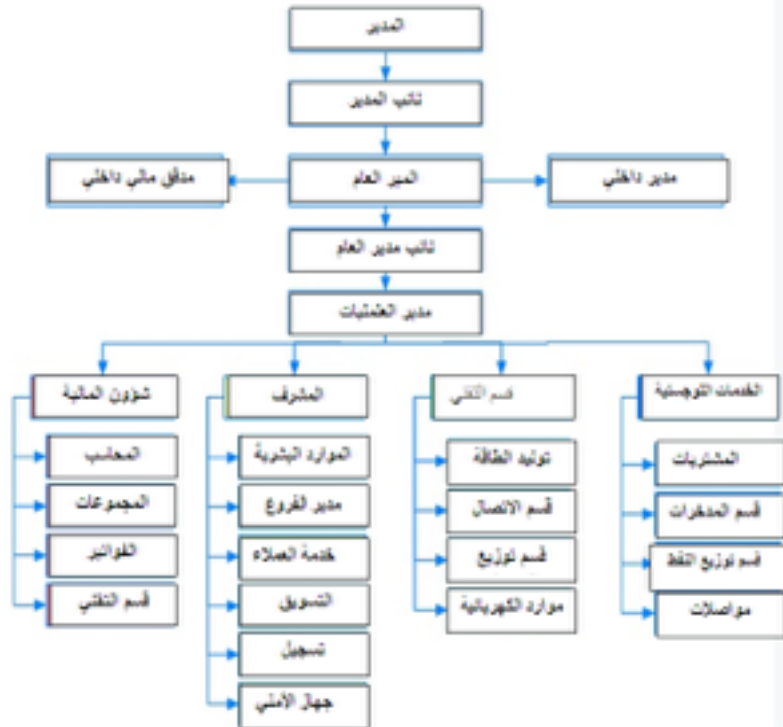 المدير
نائب المدير
مدير داخلي
المير العام
مدقق مالي داخلي
نائب مدير العام
مدير العمليات
الخدمات اللوجستية
قسم التقني
المشرف
شؤون المالية
المشتريات
قسم المدخرات
قسم توزيع النفط
مواصلات
توليد الطاقة
قسم الاتصال
قسم توزيع
موارد الكهربائية
الموارد البشرية
مدير الفروع
خدمة العملاء
التسويق
تسجيل
جهاز الأمني
المحاسب
المجموعات
الفواتير
قسم التقني